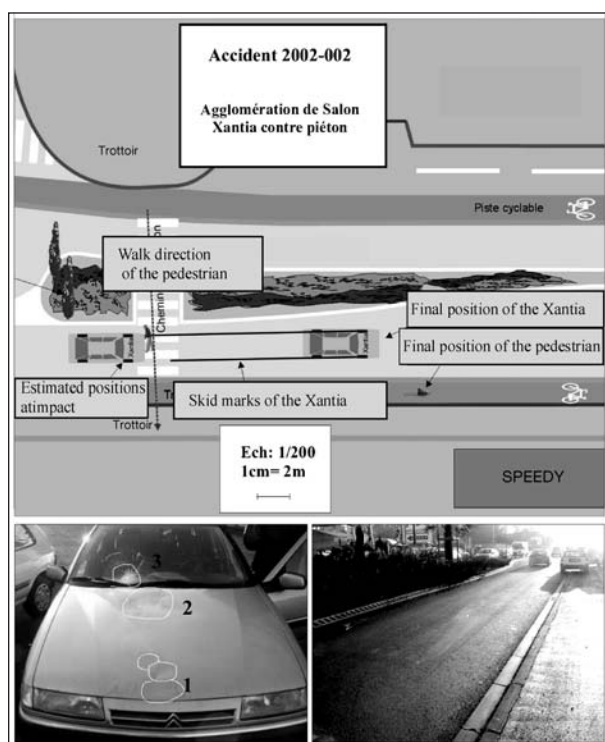 Accident 2002-002
Agglomération de Salon
Xantia contre piéton
Trottoir
Piste cyclable
Walk direction
of the pedestrian
Final position of the Xantia
Final position of the pedestrian
Xantia
Xantia
Estimated positions
atimpact
Skid marks of the Xantia
Trottoir
Ech: 1/200
1cm= 2m
SPEEDY
3
2
1